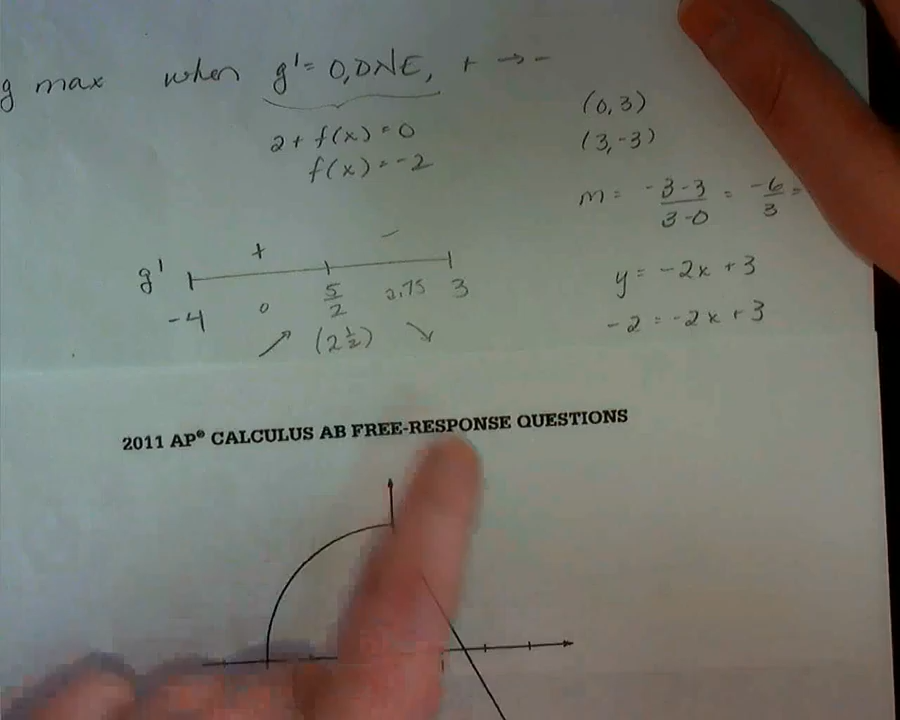 g max when g' = 0, DNE, + → -
2 + f(x) = 0
f(x) = -2
(0, 3)
(3, -3)
m = -3-3 / 3-0 = -6 / 3 =
y = -2x + 3
-2 = -2x + 3
g' + -
-4 0 5/2 2.75 3
(2 1/2)
2011 AP® CALCULUS AB FREE-RESPONSE QUESTIONS